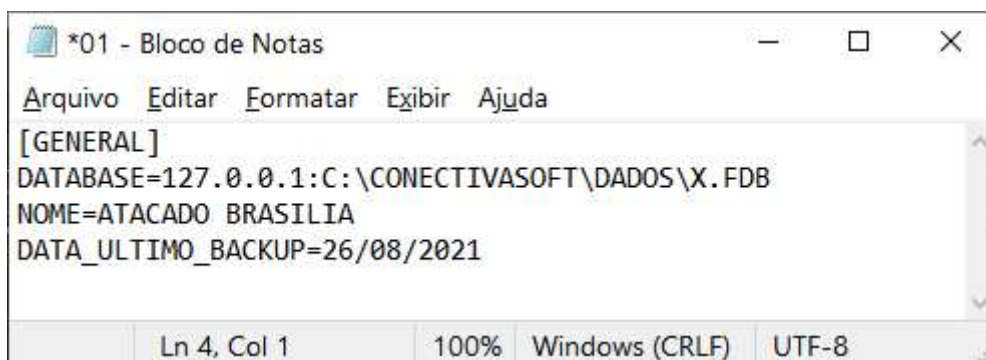 *01 - Bloco de Notas
Arquivo Editar Formatar Exibir Ajuda
[GENERAL]
DATABASE=127.0.0.1:C:\CONECTIVASOFT\DADOS\X.FDB
NOME=ATACADO BRASILIA
DATA_ULTIMO_BACKUP=26/08/2021
Ln 4, Col 1 100% Windows (CRLF) UTF-8